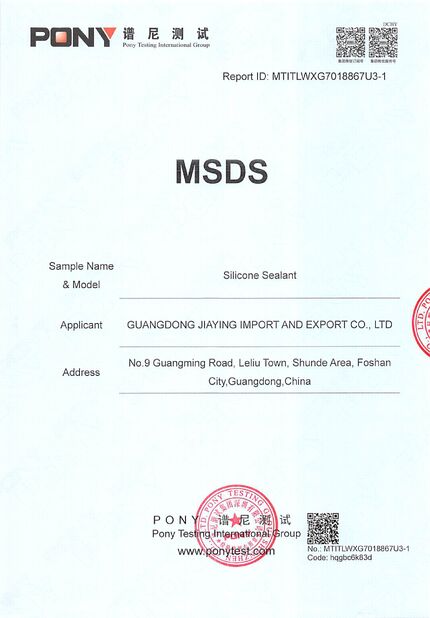 DCHY
PONY 谱尼测试
Pony Testing International Group
Report ID: MTITLWXG7018867U3-1
MSDS
Sample Name
& Model
Silicone Sealant
Applicant
GUANGDONG JIAYING IMPORT AND EXPORT CO., LTD
Address
No.9 Guangming Road, Leliu Town, Shunde Area, Foshan
City,Guangdong,China
PONY 谱尼测试
Pony Testing International Group
www.ponytest.com
No.: MTITLWXG7018867U3-1
Code: hqgbc6k83d